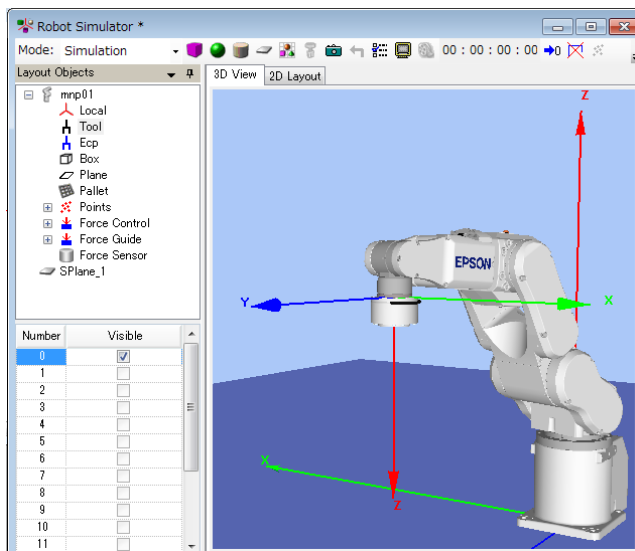 Robot Simulator *
Mode: Simulation 00 : 00 : 00 : 00
Layout Objects
mnp01
Local
Tool
Ecp
Box
Plane
Pallet
Points
Force Control
Force Guide
Force Sensor
SPlane_1
Number Visible
0
1
2
3
4
5
6
7
8
9
10
11
3D View 2D Layout
Z
EPSON
Y X
X
Z